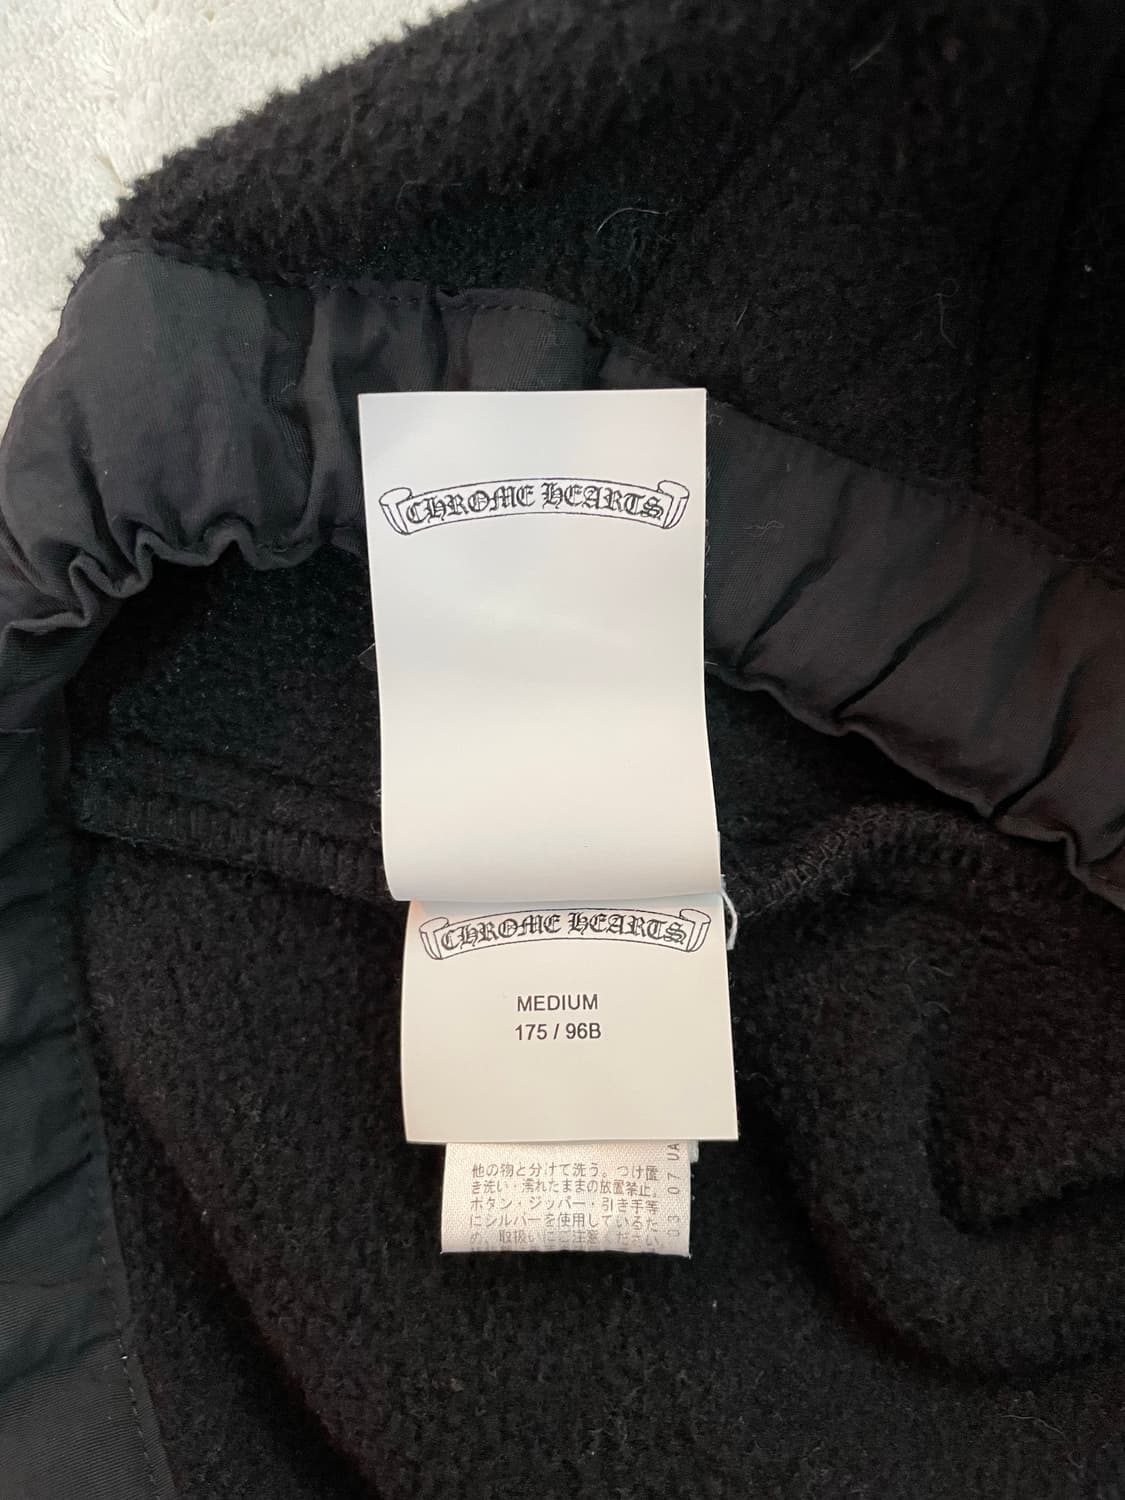 CHROME HEARTS
CHROME HEARTS
MEDIUM
175 / 96B
他の物と分けて洗う。つけ置
き洗い・濡れたままの放置禁止。
ボタン・ジッパー・引き手等
にシルバーを使用しているた
め、取扱いにご注意ください。
03 07 UA